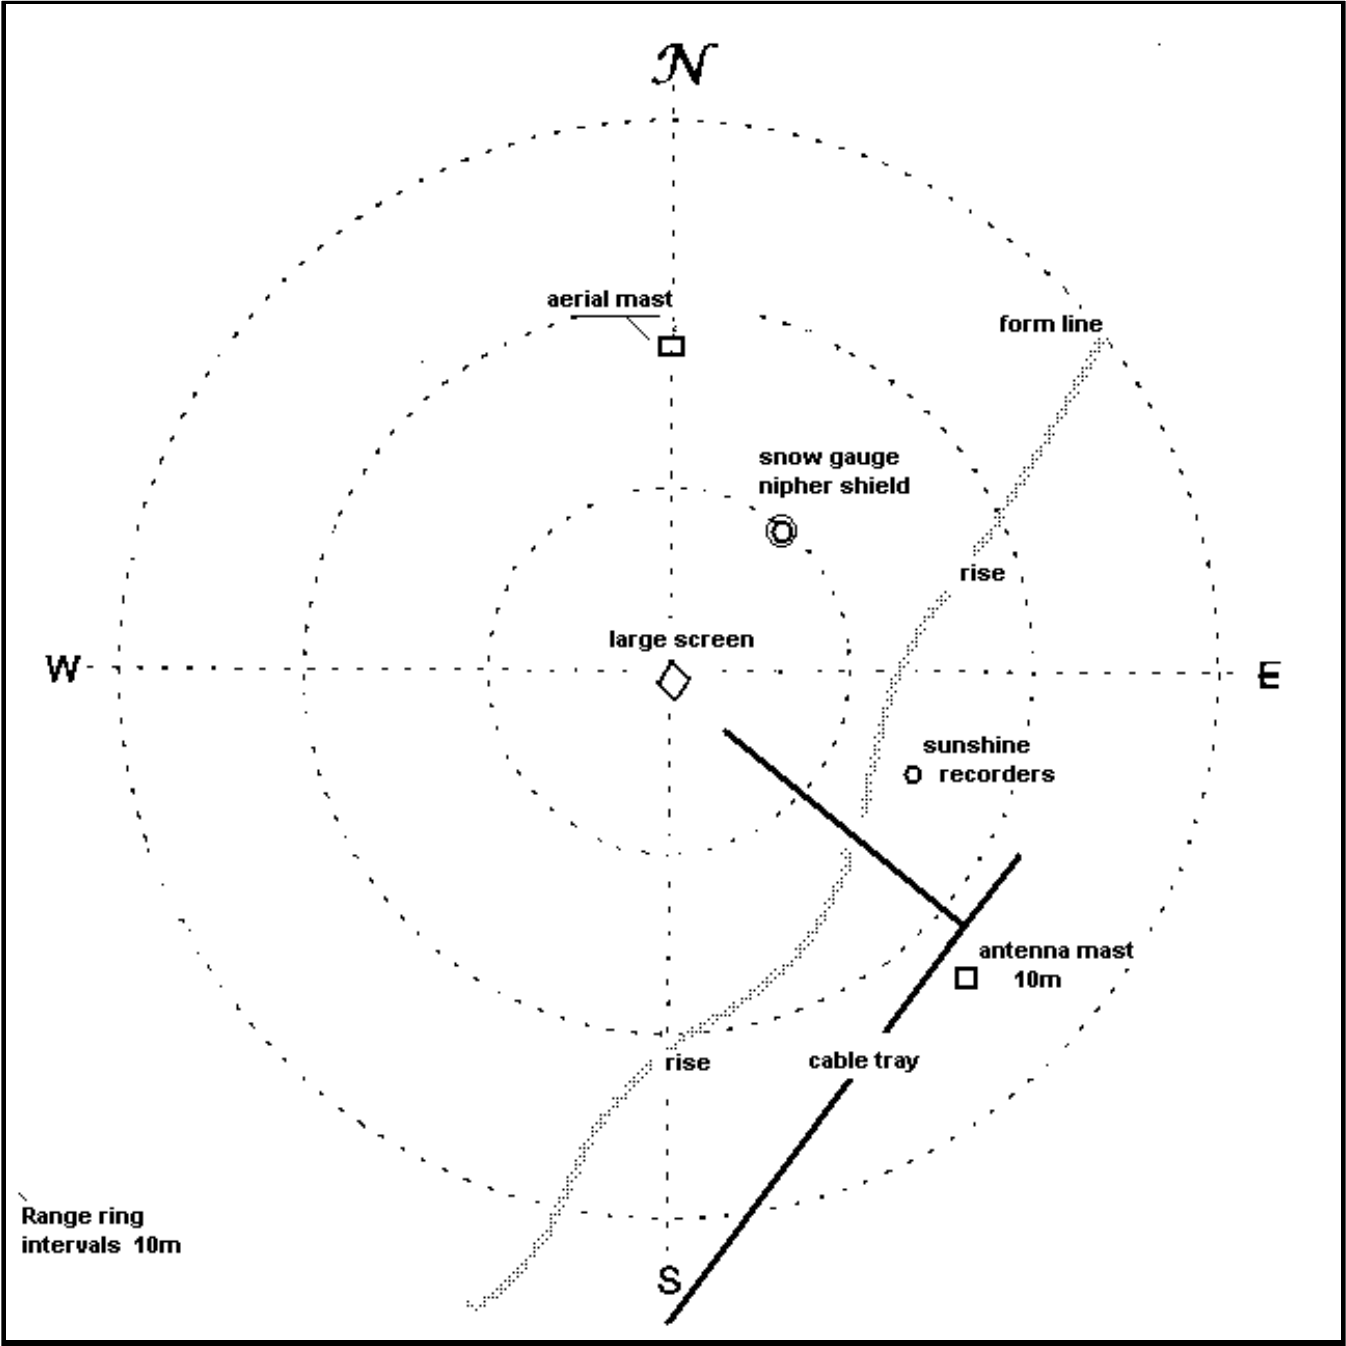 N
aerial mast
form line
snow gauge
nipher shield
rise
large screen
W
E
sunshine
recorders
antenna mast
10m
rise
cable tray
Range ring
intervals 10m
S